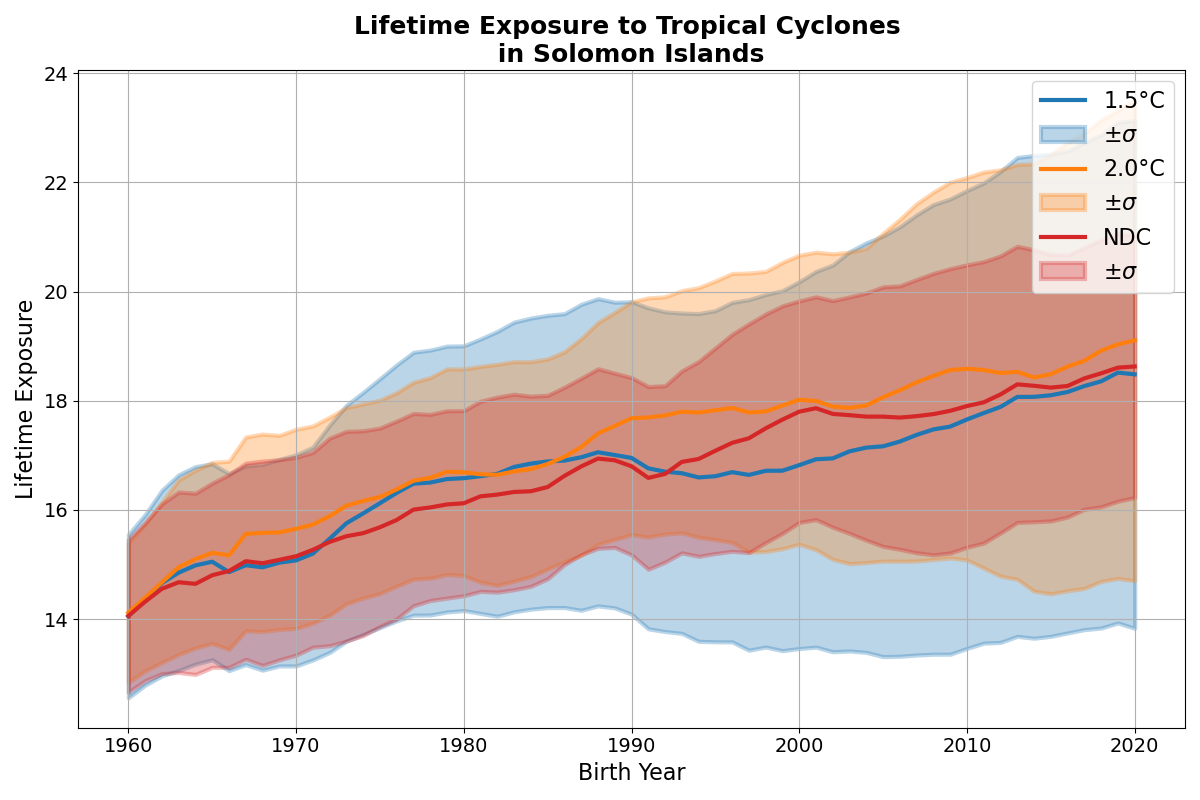 Lifetime Exposure to Tropical Cyclones
in Solomon Islands
24
22
20
18
16
14
Lifetime Exposure
1960
1970
1980
1990
2000
2010
2020
Birth Year
1.5°C
±σ
2.0°C
±σ
NDC
±σ